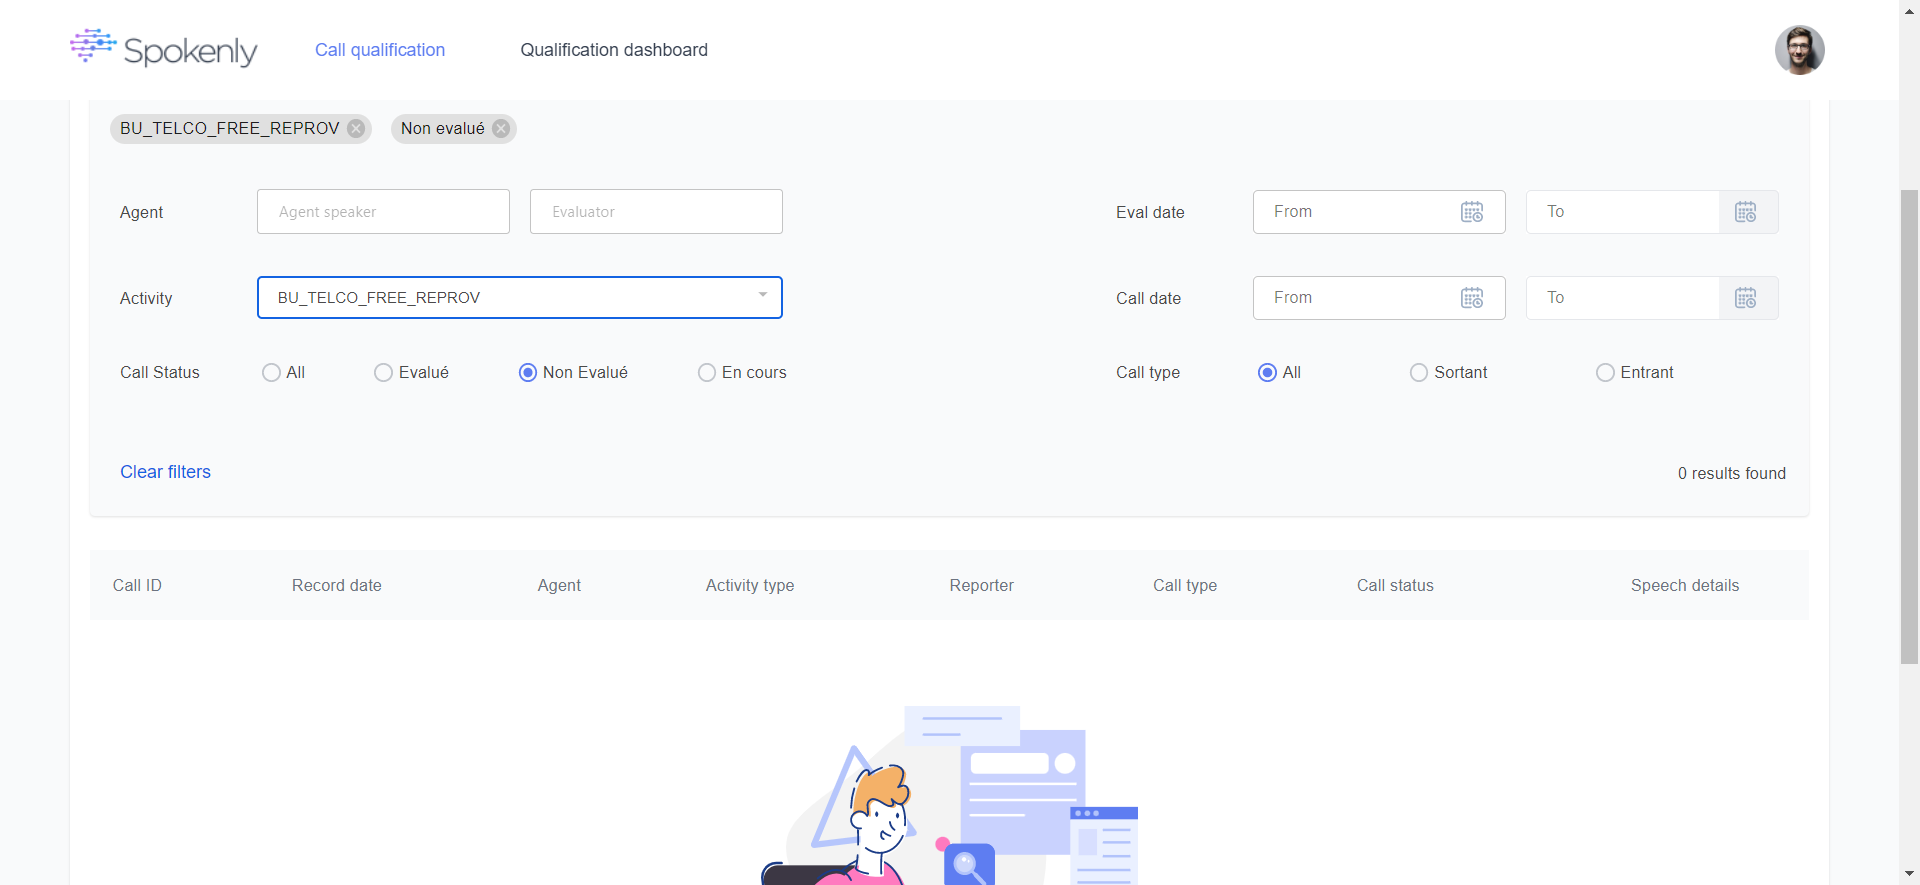 Spokenly Call qualification Qualification dashboard
BU_TELCO_FREE_REPROV Non evalué
Agent Agent speaker Evaluator Eval date From To
Activity BU_TELCO_FREE_REPROV Call date From To
Call Status All Evalué Non Evalué En cours Call type All Sortant Entrant
Clear filters 0 results found
Call ID Record date Agent Activity type Reporter Call type Call status Speech details